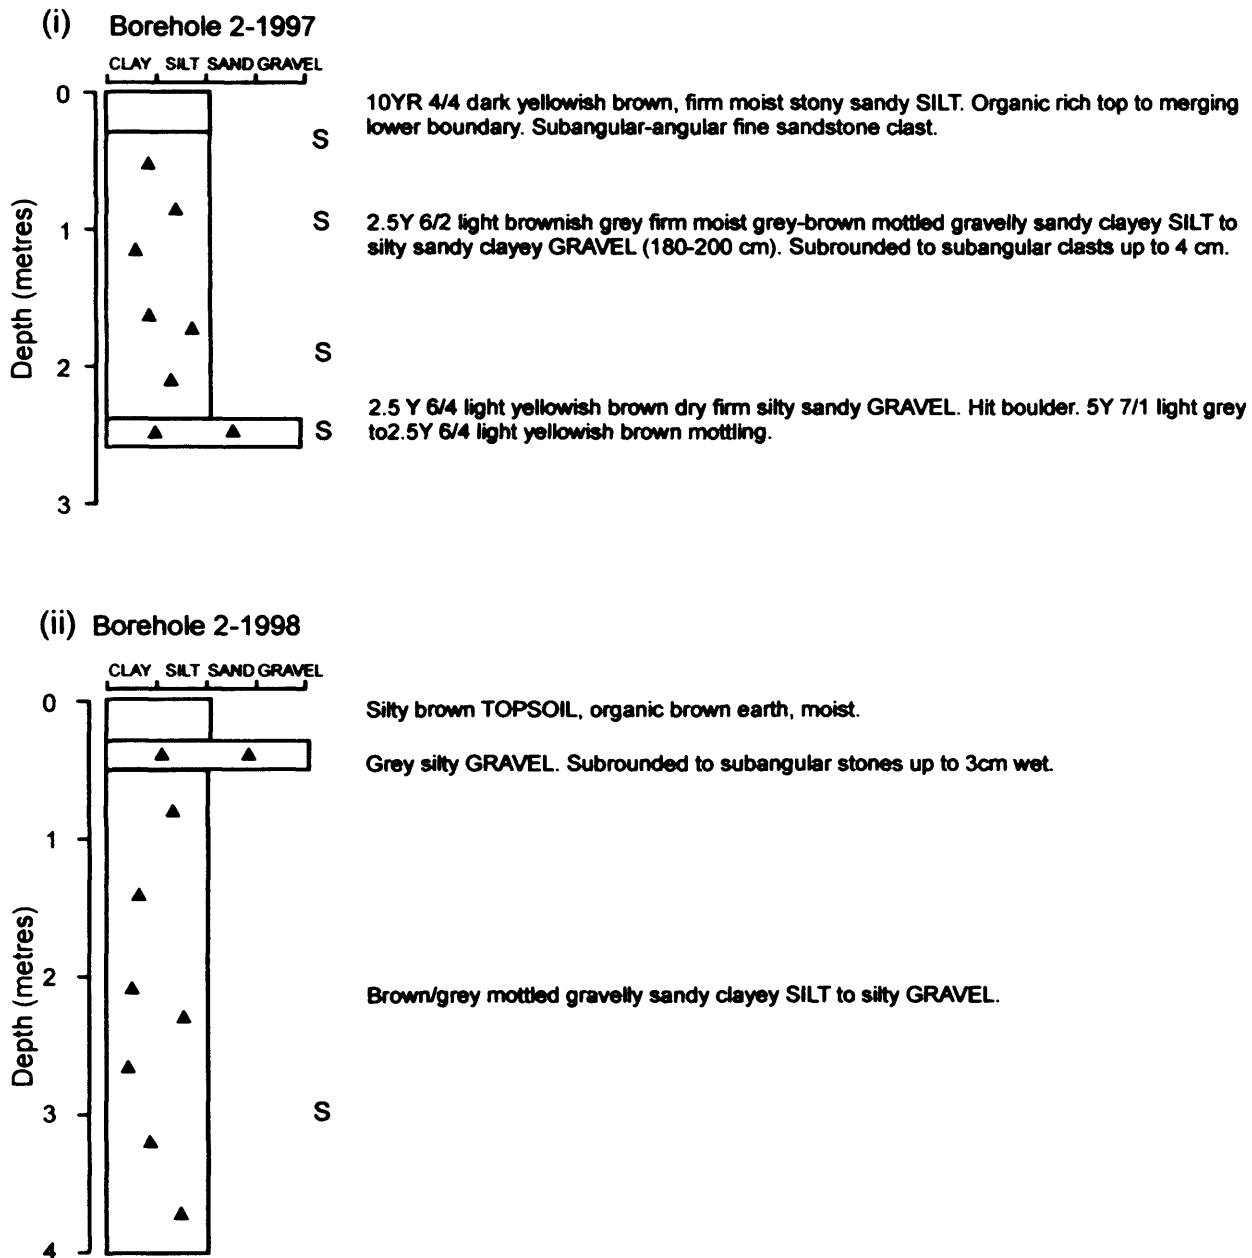 (i) Borehole 2-1997
CLAY SILT SAND GRAVEL
0
10YR 4/4 dark yellowish brown, firm moist stony sandy SILT. Organic rich top to merging
lower boundary. Subangular-angular fine sandstone clast.
S
Depth (metres)
1
S
2.5Y 6/2 light brownish grey firm moist grey-brown mottled gravelly sandy clayey SILT to
silty sandy clayey GRAVEL (180-200 cm). Subrounded to subangular clasts up to 4 cm.
S
2
2.5 Y 6/4 light yellowish brown dry firm silty sandy GRAVEL. Hit boulder. 5Y 7/1 light grey
S
to2.5Y 6/4 light yellowish brown mottling.
3
(ii) Borehole 2-1998
CLAY SILT SAND GRAVEL
0
Silty brown TOPSOIL, organic brown earth, moist.
Grey silty GRAVEL. Subrounded to subangular stones up to 3cm wet.
1
Depth (metres)
2
Brown/grey mottled gravelly sandy clayey SILT to silty GRAVEL.
3
S
4